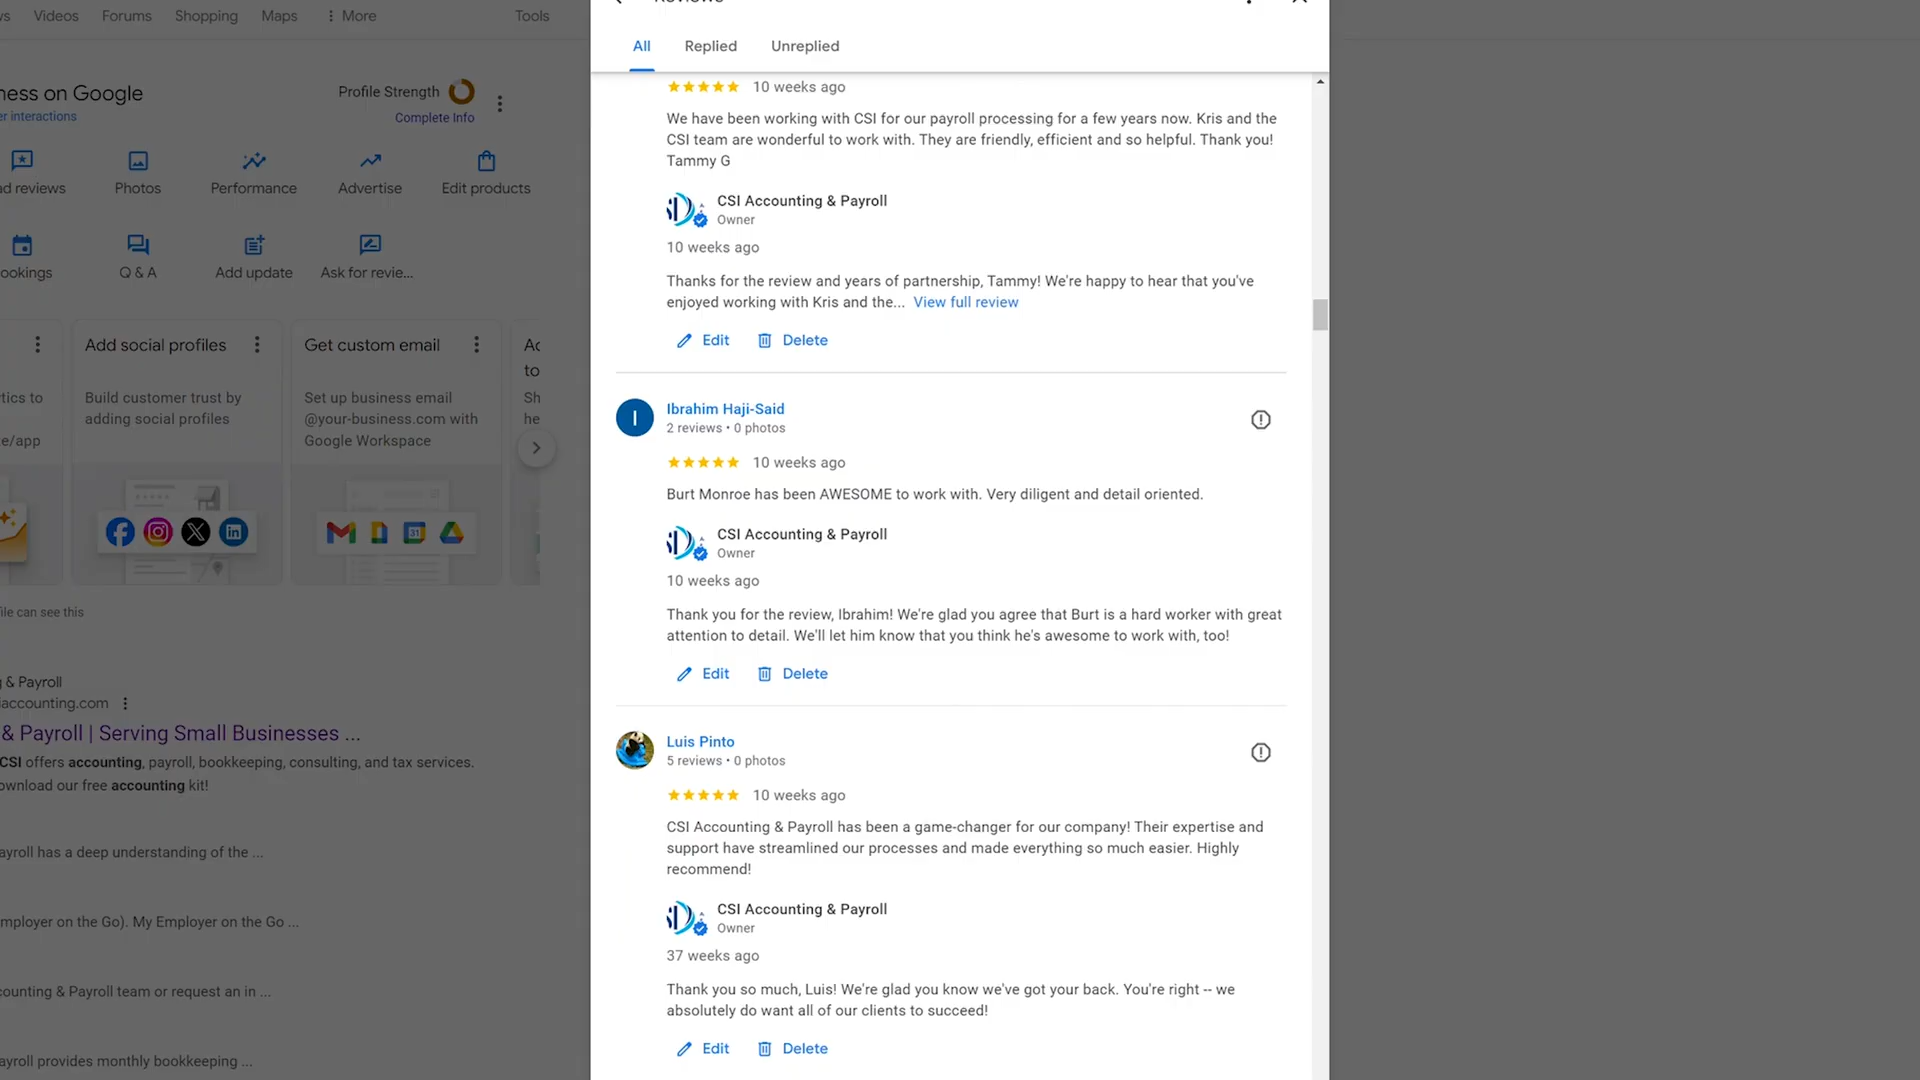 Videos Forums Shopping Maps More Tools
ness on Google
er interactions
Profile Strength
Complete Info
ad reviews Photos Performance Advertise Edit products
ookings Q & A Add update Ask for revie...
tics to
e/app
Add social profiles
Build customer trust by
adding social profiles
Get custom email
Set up business email
@your-business.com with
Google Workspace
31
Ac
to
Sh
he
file can see this
g & Payroll
iaccounting.com
& Payroll | Serving Small Businesses ...
CSI offers accounting, payroll, bookkeeping, consulting, and tax services.
ownload our free accounting kit!
ayroll has a deep understanding of the ...
mployer on the Go). My Employer on the Go ...
counting & Payroll team or request an in ...
ayroll provides monthly bookkeeping ...
Reviews
All Replied Unreplied
10 weeks ago
We have been working with CSI for our payroll processing for a few years now. Kris and the
CSI team are wonderful to work with. They are friendly, efficient and so helpful. Thank you!
Tammy G
CSI Accounting & Payroll
Owner
10 weeks ago
Thanks for the review and years of partnership, Tammy! We're happy to hear that you've
enjoyed working with Kris and the... View full review
Edit Delete
I
Ibrahim Haji-Said
2 reviews • 0 photos
10 weeks ago
Burt Monroe has been AWESOME to work with. Very diligent and detail oriented.
CSI Accounting & Payroll
Owner
10 weeks ago
Thank you for the review, Ibrahim! We're glad you agree that Burt is a hard worker with great
attention to detail. We'll let him know that you think he's awesome to work with, too!
Edit Delete
Luis Pinto
5 reviews • 0 photos
10 weeks ago
CSI Accounting & Payroll has been a game-changer for our company! Their expertise and
support have streamlined our processes and made everything so much easier. Highly
recommend!
CSI Accounting & Payroll
Owner
37 weeks ago
Thank you so much, Luis! We're glad you know we've got your back. You're right -- we
absolutely do want all of our clients to succeed!
Edit Delete